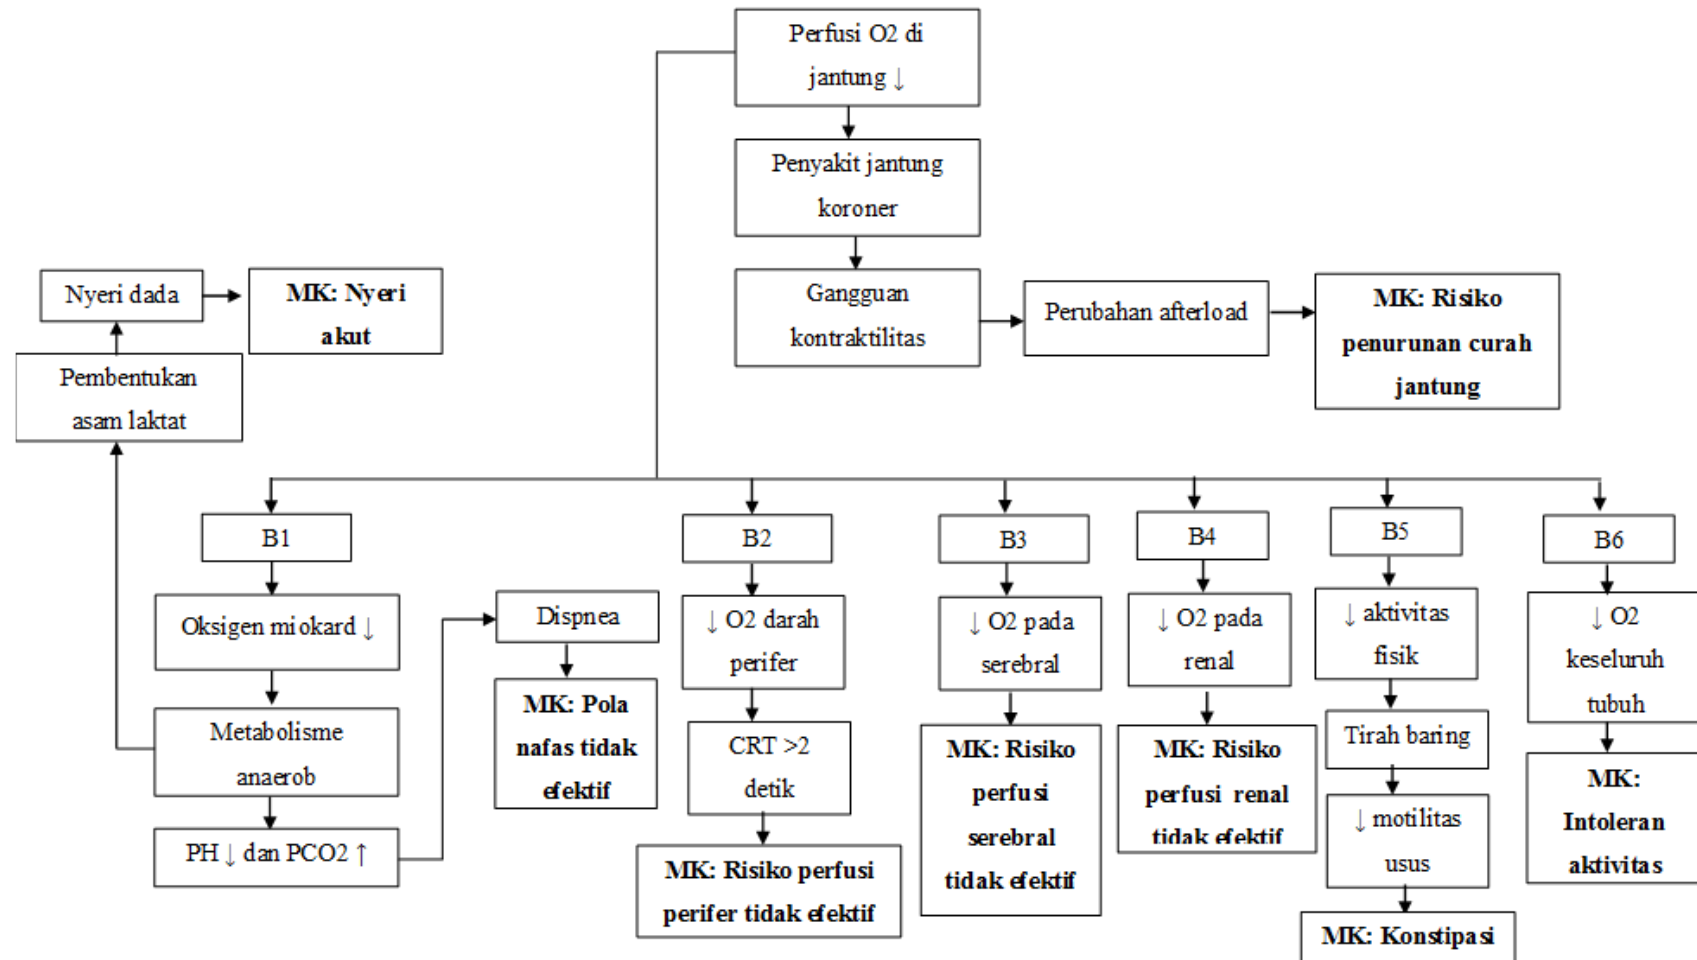 Perfusi O2 di
jantung ↓
Penyakit jantung
koroner
Gangguan
kontraktilitas
Perubahan afterload
MK: Risiko
penurunan curah
jantung
Nyeri dada
MK: Nyeri
akut
Pembentukan
asam laktat
B1
Oksigen miokard ↓
Metabolisme
anaerob
PH ↓ dan PCO2 ↑
Dispnea
MK: Pola
nafas tidak
efektif
B2
↓ O2 darah
perifer
CRT >2
detik
MK: Risiko perfusi
perifer tidak efektif
B3
↓ O2 pada
serebral
MK: Risiko
perfusi
serebral
tidak efektif
B4
↓ O2 pada
renal
MK: Risiko
perfusi renal
tidak efektif
B5
↓ aktivitas
fisik
Tirah baring
↓ motilitas
usus
MK: Konstipasi
B6
↓ O2
keseluruh
tubuh
MK:
Intoleran
aktivitas